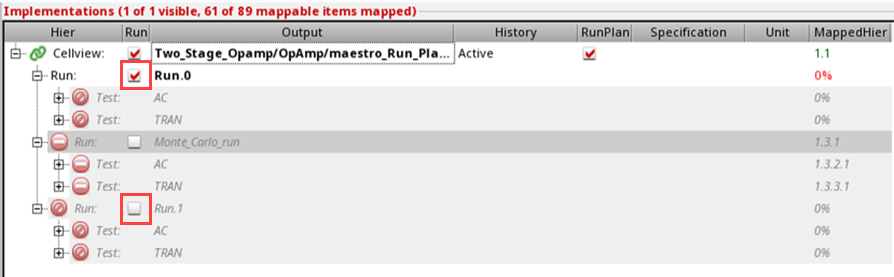 Implementations (1 of 1 visible, 61 of 89 mappable items mapped)
Hier Run Output History RunPlan Specification Unit MappedHier
Cellview: Two_Stage_Opamp/OpAmp/maestro_Run_Pla... Active 1.1
Run: Run.0 0%
Test: AC 0%
Test: TRAN 0%
Run: Monte_Carlo_run 1.3.1
Test: AC 1.3.2.1
Test: TRAN 1.3.3.1
Run: Run.1 0%
Test: AC 0%
Test: TRAN 0%